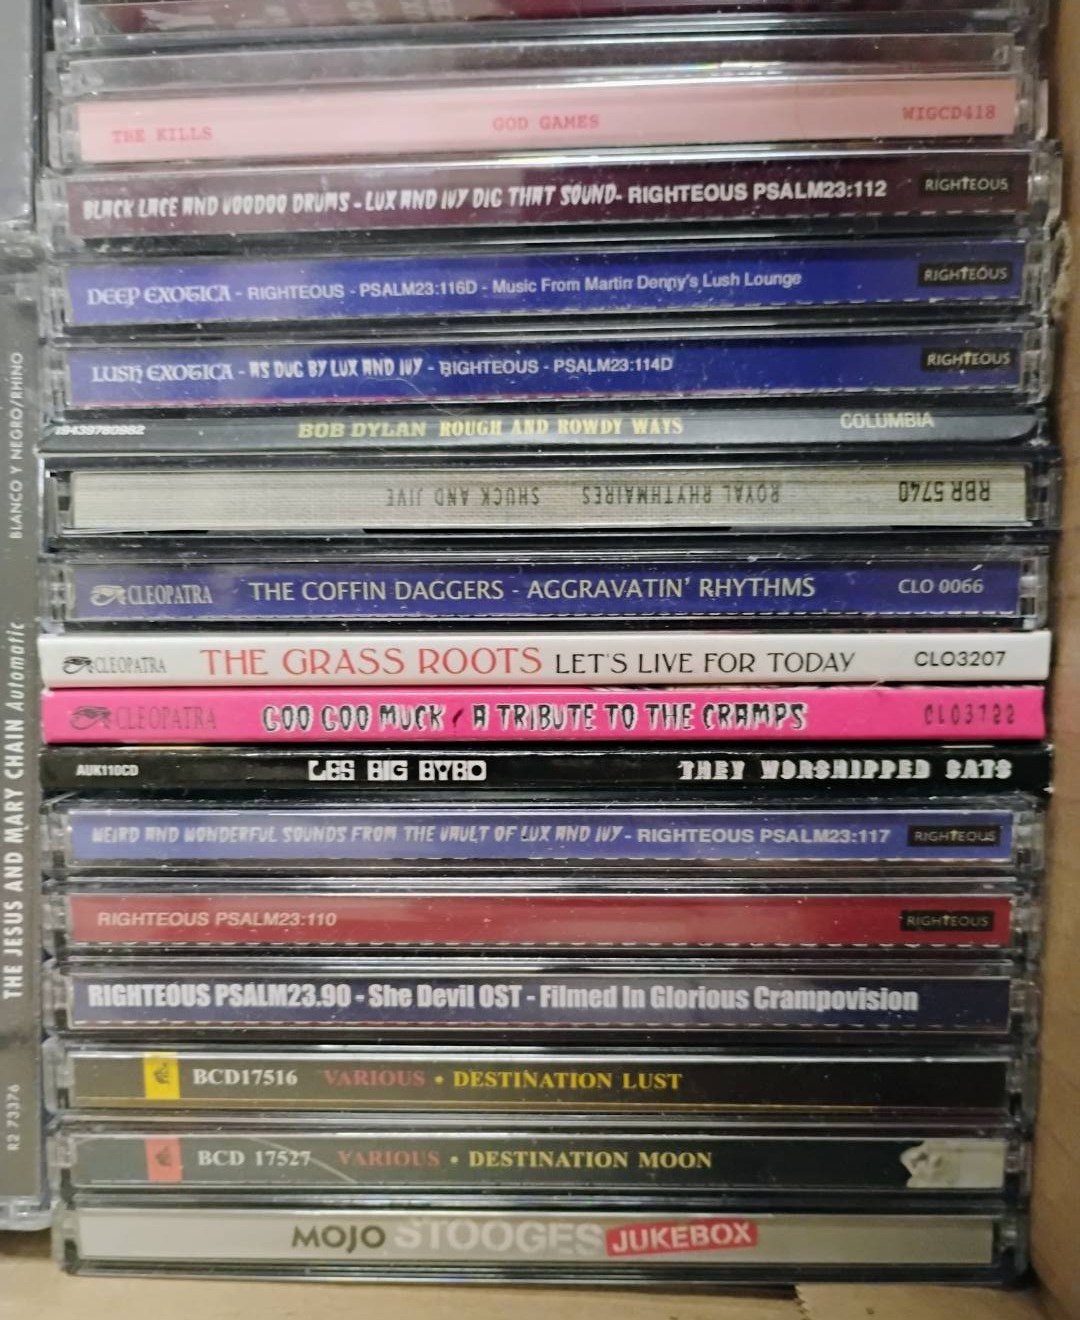 THE KILLS GOD GAMES WIGCD418
BLACK LACE AND VOODOO DRUMS - LUX AND IVY DIG THAT SOUND - RIGHTEOUS PSALM23:112 RIGHTEOUS
DEEP EXOTICA - RIGHTEOUS - PSALM23:116D - Music From Martin Denny's Lush Lounge RIGHTEOUS
LUSH EXOTICA - AS DUG BY LUX AND IVY - RIGHTEOUS - PSALM23:114D RIGHTEOUS
19439780982 BOB DYLAN ROUGH AND ROWDY WAYS COLUMBIA
RBR 5740 ROYAL RHYTHMAIRES SHUCK AND JIVE
CLEOPATRA THE COFFIN DAGGERS - AGGRAVATIN' RHYTHMS CLO 0066
CLEOPATRA THE GRASS ROOTS LET'S LIVE FOR TODAY CLO3207
CLEOPATRA GOO GOO MUCK / A TRIBUTE TO THE CRAMPS CLO3722
AUK110CD LES BIG BYRD THEY WORSHIPPED CATS
WEIRD AND WONDERFUL SOUNDS FROM THE VAULT OF LUX AND IVY - RIGHTEOUS PSALM23:117 RIGHTEOUS
RIGHTEOUS PSALM23:110 RIGHTEOUS
RIGHTEOUS PSALM23.90 - She Devil OST - Filmed In Glorious Crampovision
BCD17516 VARIOUS • DESTINATION LUST
BCD 17527 VARIOUS • DESTINATION MOON
MOJO STOOGES JUKEBOX
R2 73376 THE JESUS AND MARY CHAIN Automatic BLANCO Y NEGRO/RHINO